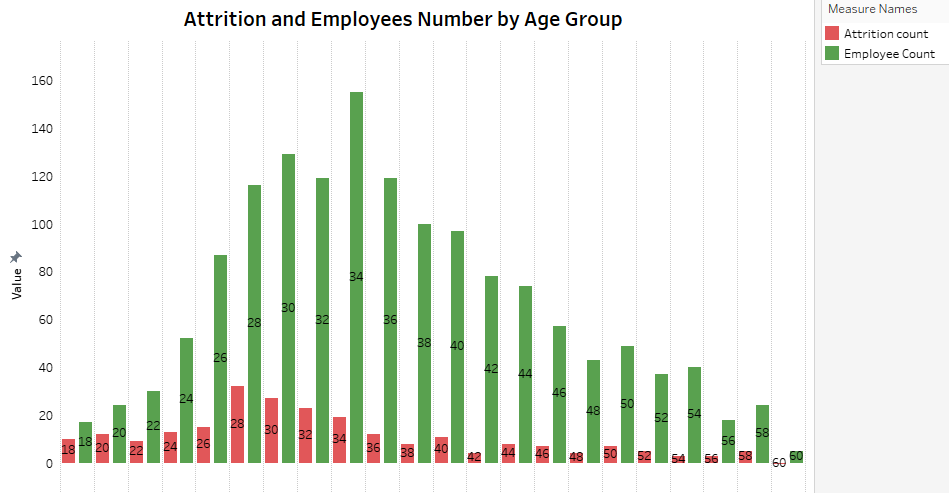 Attrition and Employees Number by Age Group
Measure Names
Attrition count
Employee Count
Value
160
140
120
100
80
60
40
20
0
18 18 20 20 22 22 24 24 26 26 28 28 30 30 32 32 34 34 36 36 38 38 40 40 42 42 44 44 46 46 48 48 50 50 52 52 54 54 56 56 58 58 60 60